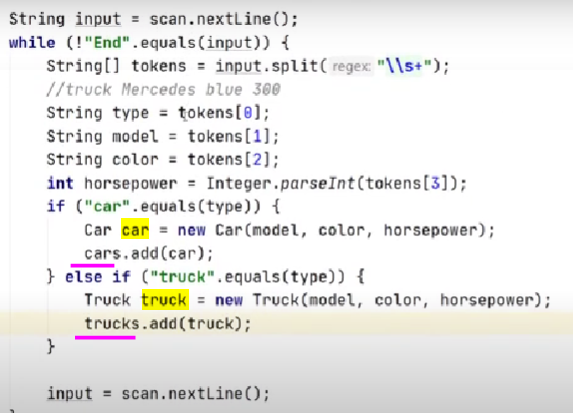 String input = scan.nextLine();
while (!"End".equals(input)) {
String[] tokens = input.split( regex: "\\s+");
//truck Mercedes blue 300
String type = tokens[0];
String model = tokens[1];
String color = tokens[2];
int horsepower = Integer.parseInt(tokens[3]);
if ("car".equals(type)) {
Car car = new Car(model, color, horsepower);
cars.add(car);
} else if ("truck".equals(type)) {
Truck truck = new Truck(model, color, horsepower);
trucks.add(truck);
}
input = scan.nextLine();